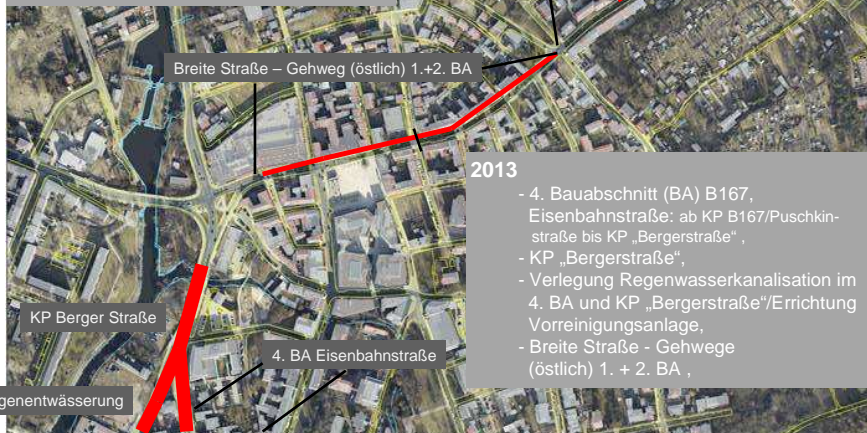 Breite Straße – Gehweg (östlich) 1.+2. BA
2013
- 4. Bauabschnitt (BA) B167,
Eisenbahnstraße: ab KP B167/Puschkin-
straße bis KP „Bergerstraße“ ,
- KP „Bergerstraße“,
- Verlegung Regenwasserkanalisation im
4. BA und KP „Bergerstraße“/Errichtung
Vorreinigungsanlage,
- Breite Straße - Gehwege
(östlich) 1. + 2. BA ,
KP Berger Straße
4. BA Eisenbahnstraße
genentwässerung